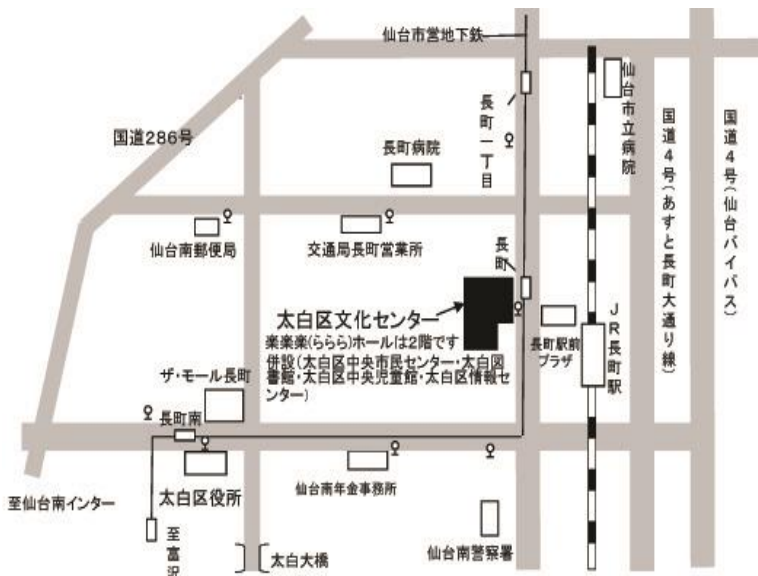 仙台市営地下鉄
国道286号
長町一丁目
仙台市立病院
国道4号(あすと長町大通り線)
国道4号(仙台バイパス)
長町病院
仙台南郵便局
交通局長町営業所
長町
太白区文化センター
楽楽楽(ららら)ホールは2階です
併設(太白区中央市民センター・太白図
書館・太白区中央児童館・太白区情報セ
ンター)
長町駅前
プラザ
JR長町駅
ザ・モール長町
長町南
太白区役所
仙台南年金事務所
至仙台南インター
至富沢
太白大橋
仙台南警察署